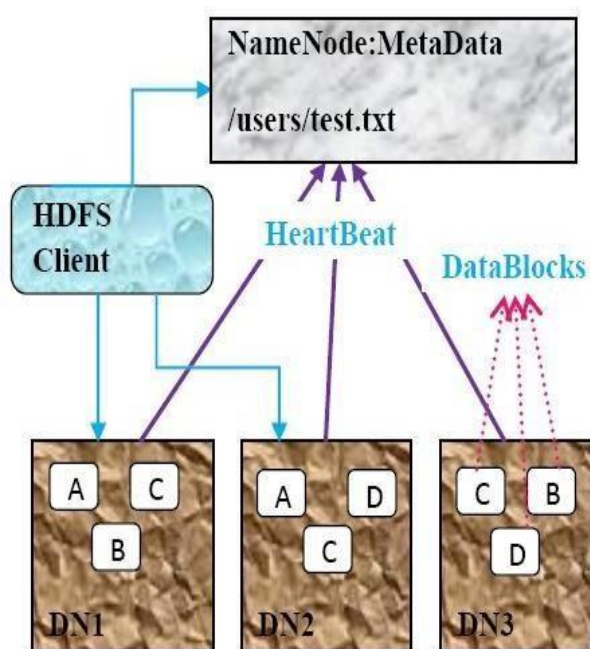 NameNode:MetaData
/users/test.txt
HDFS
Client
HeartBeat
DataBlocks
A C
B
DN1
A D
C
DN2
C B
D
DN3